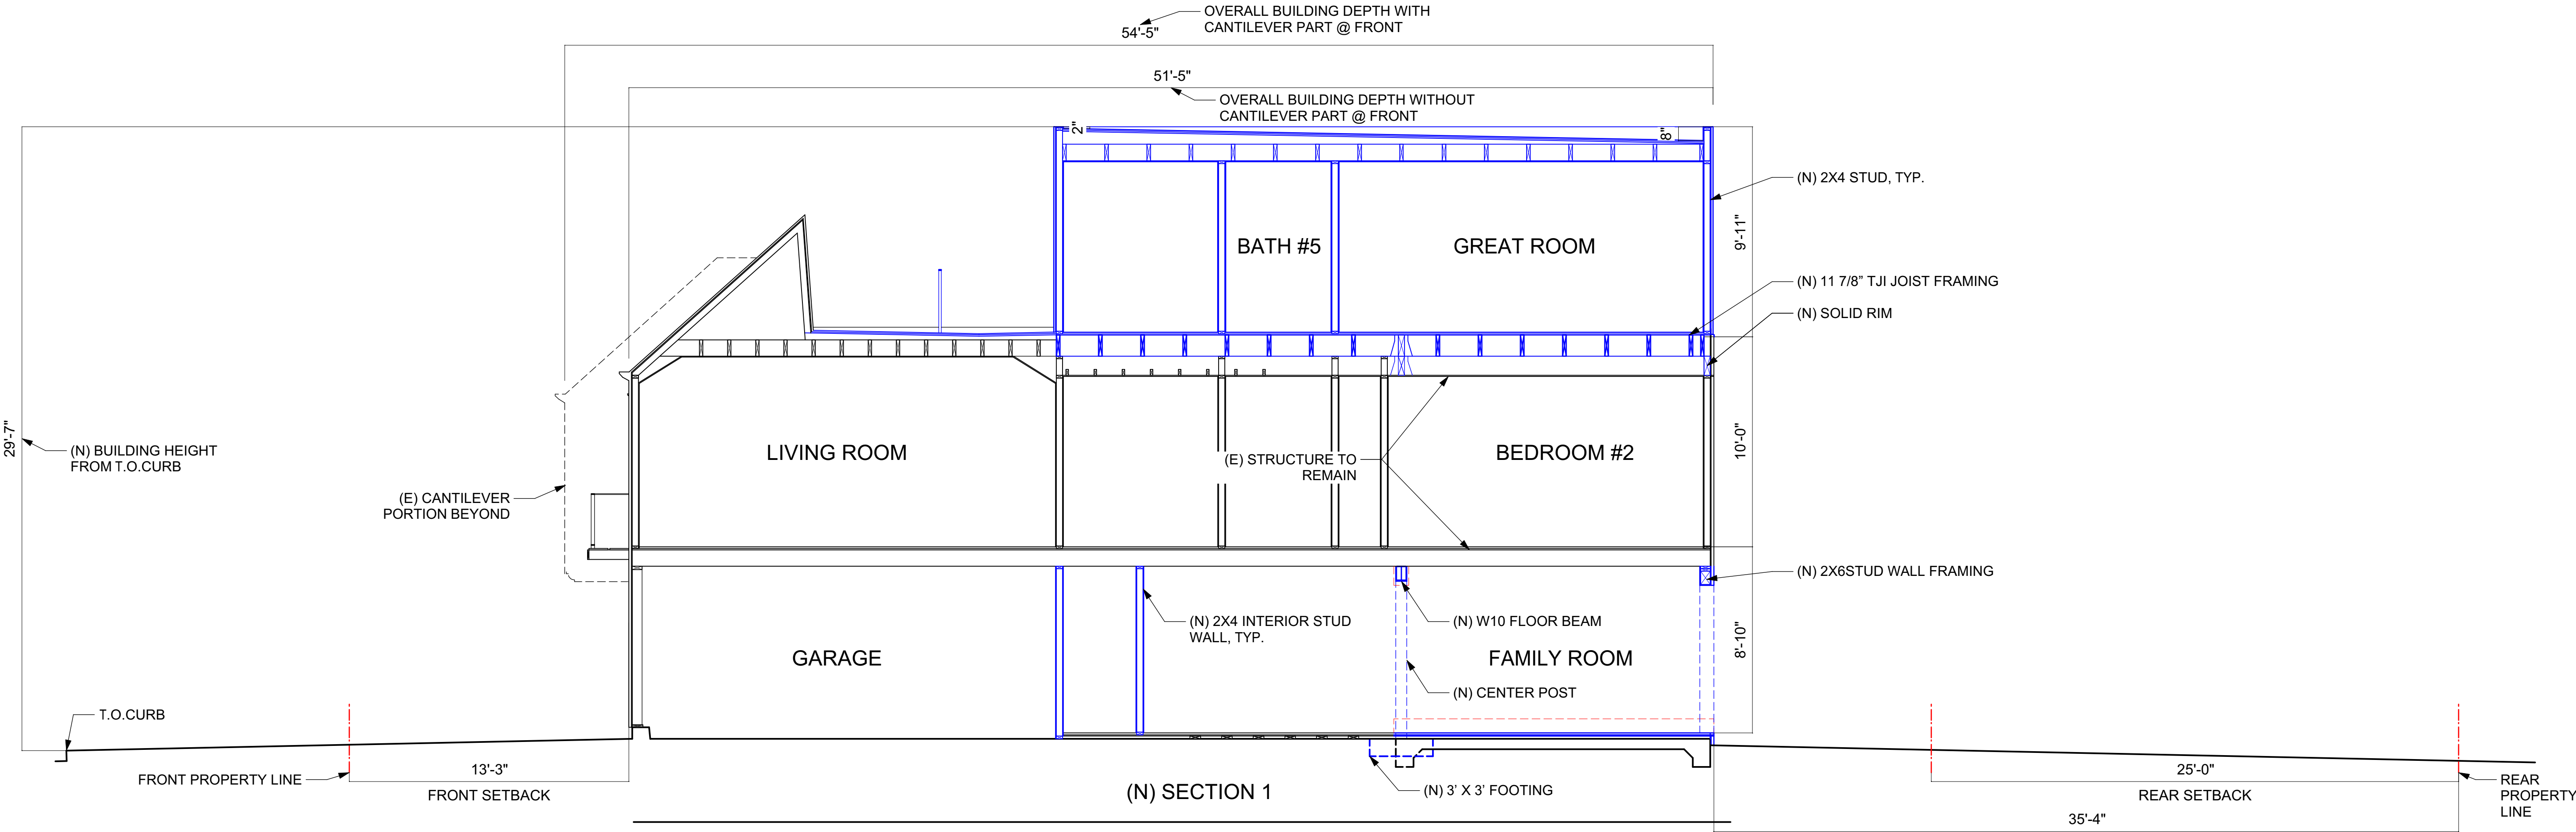 OVERALL BUILDING DEPTH WITH
CANTILEVER PART @ FRONT
54'-5"
51'-5"
OVERALL BUILDING DEPTH WITHOUT
CANTILEVER PART @ FRONT
2"
8"
(N) 2X4 STUD, TYP.
9'-11"
BATH #5
GREAT ROOM
(N) 11 7/8” TJI JOIST FRAMING
(N) SOLID RIM
29'-7"
(N) BUILDING HEIGHT
FROM T.O.CURB
LIVING ROOM
(E) STRUCTURE TO
REMAIN
BEDROOM #2
10'-0"
(E) CANTILEVER
PORTION BEYOND
(N) 2X6STUD WALL FRAMING
(N) 2X4 INTERIOR STUD
WALL, TYP.
(N) W10 FLOOR BEAM
GARAGE
FAMILY ROOM
8'-10"
(N) CENTER POST
T.O.CURB
FRONT PROPERTY LINE
13'-3"
FRONT SETBACK
(N) SECTION 1
(N) 3’ X 3’ FOOTING
25'-0"
REAR SETBACK
REAR
PROPERTY
LINE
35'-4"